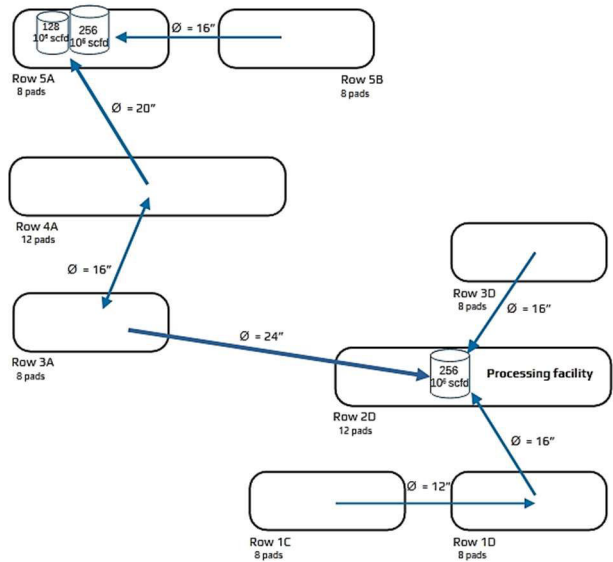 128
10⁶ scfd
256
10⁶ scfd
Ø = 16"
Row 5A
8 pads
Row 5B
8 pads
Ø = 20"
Row 4A
12 pads
Ø = 16"
Row 3D
8 pads
Ø = 16"
Row 3A
8 pads
Ø = 24"
256
10⁶ scfd
Processing facility
Row 2D
12 pads
Ø = 16"
Ø = 12"
Row 1C
8 pads
Row 1D
8 pads